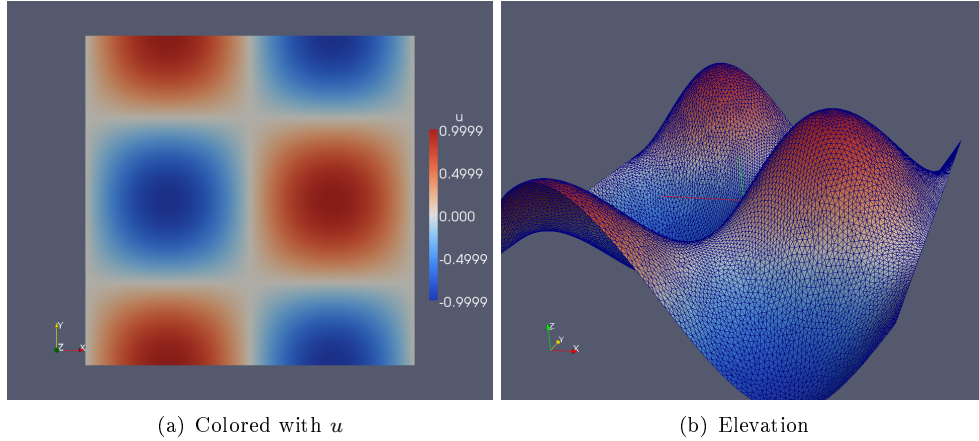 u
0.9999
0.4999
0.000
-0.4999
-0.9999
Y
Z
X
Z
Y
X
(a) Colored with u
(b) Elevation